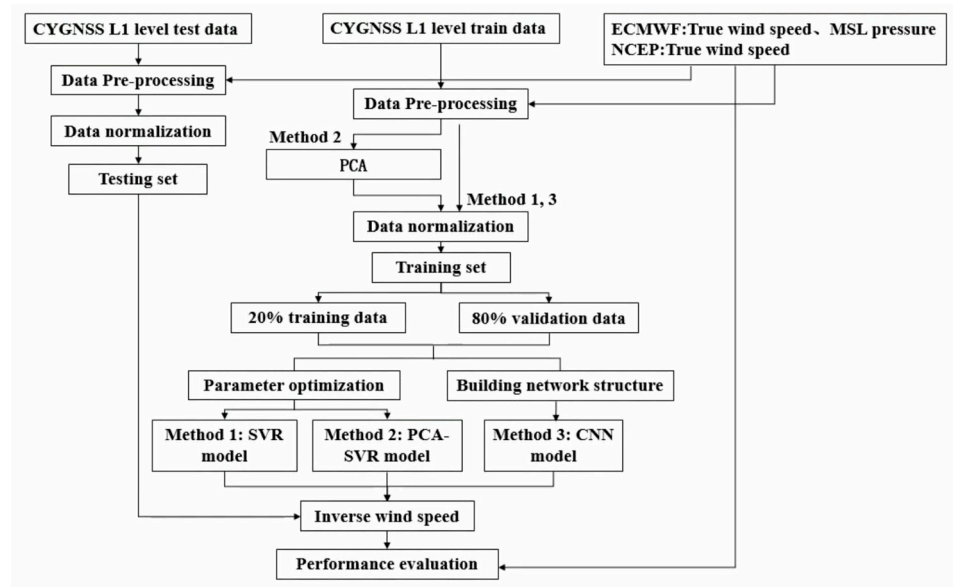 CYGNSS L1 level test data
CYGNSS L1 level train data
ECMWF:True wind speed、MSL pressure
NCEP:True wind speed
Data Pre-processing
Data Pre-processing
Data normalization
Method 2
PCA
Testing set
Method 1, 3
Data normalization
Training set
20% training data
80% validation data
Parameter optimization
Building network structure
Method 1: SVR
model
Method 2: PCA-
SVR model
Method 3: CNN
model
Inverse wind speed
Performance evaluation